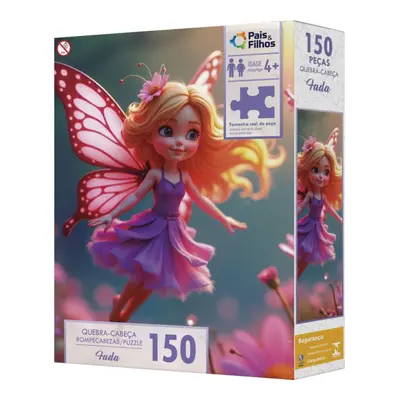 Pais&
Filhos
IDADE
4+
Tamanho real da peça
QUEBRA-CABEÇA
ROMPECABEZAS/PUZZLE
Fada
150
150
PEÇAS
QUEBRA-CABEÇA
Fada
Segurança